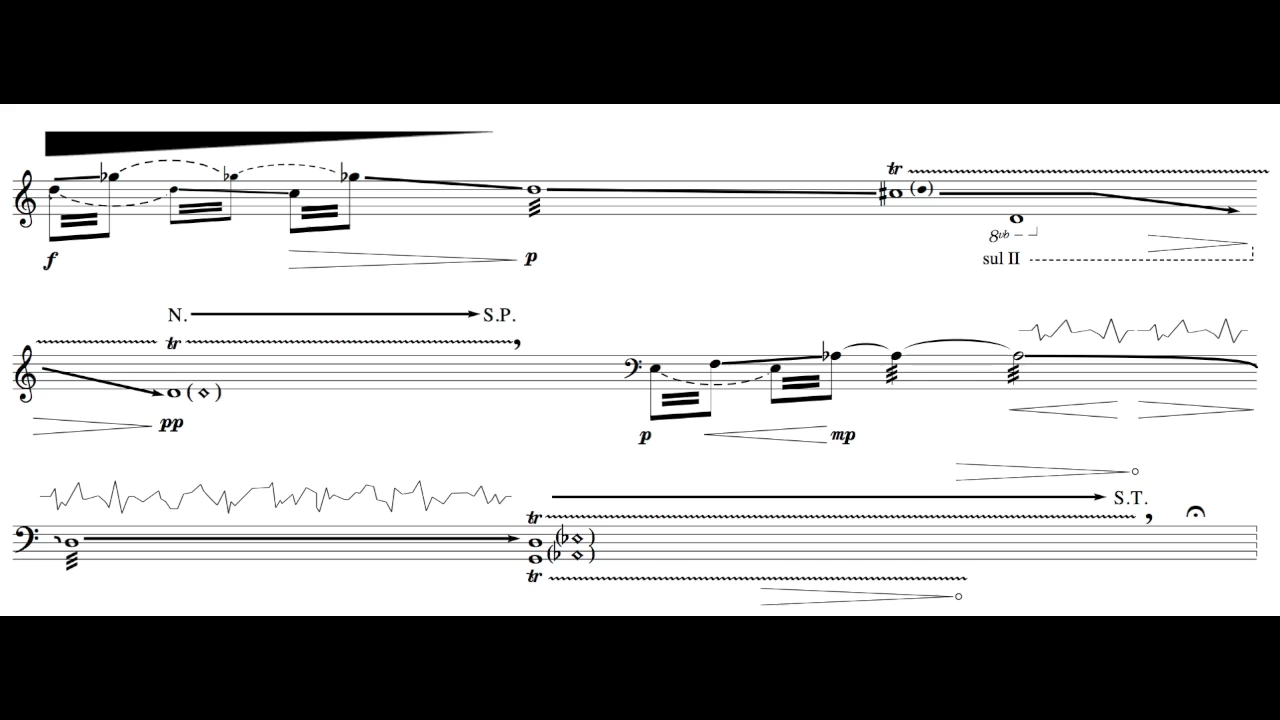 tr
f p 8vb
sul II
N. S.P.
tr
pp p mp
S.T.
tr
tr